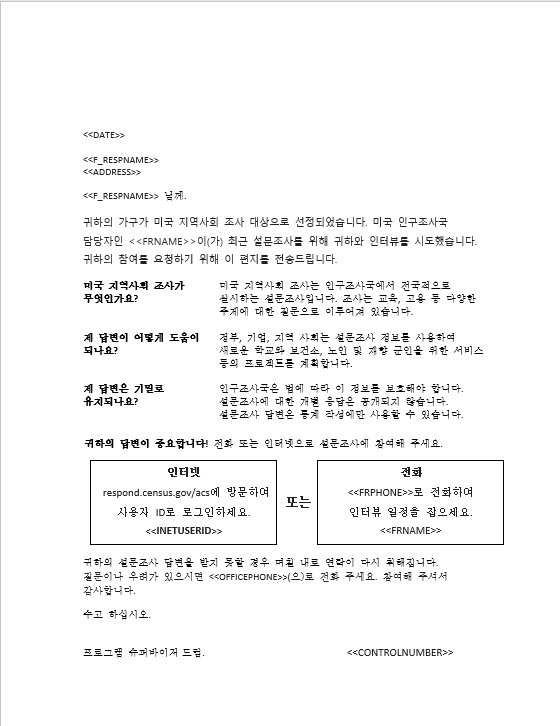 <<DATE>>
<<F_RESPNAME>>
<<ADDRESS>>
<<F_RESPNAME>> 님께.
귀하의 가구가 미국 지역사회 조사 대상으로 선정되었습니다. 미국 인구조사국
담당자인 <<FRNAME>>이(가) 최근 설문조사를 위해 귀하와 인터뷰를 시도했습니다.
귀하의 참여를 요청하기 위해 이 편지를 전송드립니다.
미국 지역사회 조사가
무엇인가요?
미국 지역사회 조사는 인구조사국에서 전국적으로
실시하는 설문조사입니다. 조사는 교육, 고용 등 다양한
주제에 대한 질문으로 이루어져 있습니다.
제 답변이 어떻게 도움이
되나요?
정부, 기업, 지역 사회는 설문조사 정보를 사용하여
새로운 학교와 보건소, 노인 및 재향 군인을 위한 서비스
등의 프로젝트를 계획합니다.
제 답변은 기밀로
유지되나요?
인구조사국은 법에 따라 이 정보를 보호해야 합니다.
설문조사에 대한 개별 응답은 공개되지 않습니다.
설문조사 답변은 통계 작성에만 사용할 수 있습니다.
귀하의 답변이 중요합니다! 전화 또는 인터넷으로 설문조사에 참여해 주세요.
인터넷
respond.census.gov/acs에 방문하여
사용자 ID로 로그인하세요.
<<INETUSERID>>
또는
전화
<<FRPHONE>>로 전화하여
인터뷰 일정을 잡으세요.
<<FRNAME>>
귀하의 설문조사 답변을 받지 못할 경우 며칠 내로 연락이 다시 취해집니다.
질문이나 우려가 있으시면 <<OFFICEPHONE>>(으)로 전화 주세요. 참여해 주셔서
감사합니다.
수고 하십시오.
프로그램 슈퍼바이저 드림. <<CONTROLNUMBER>>